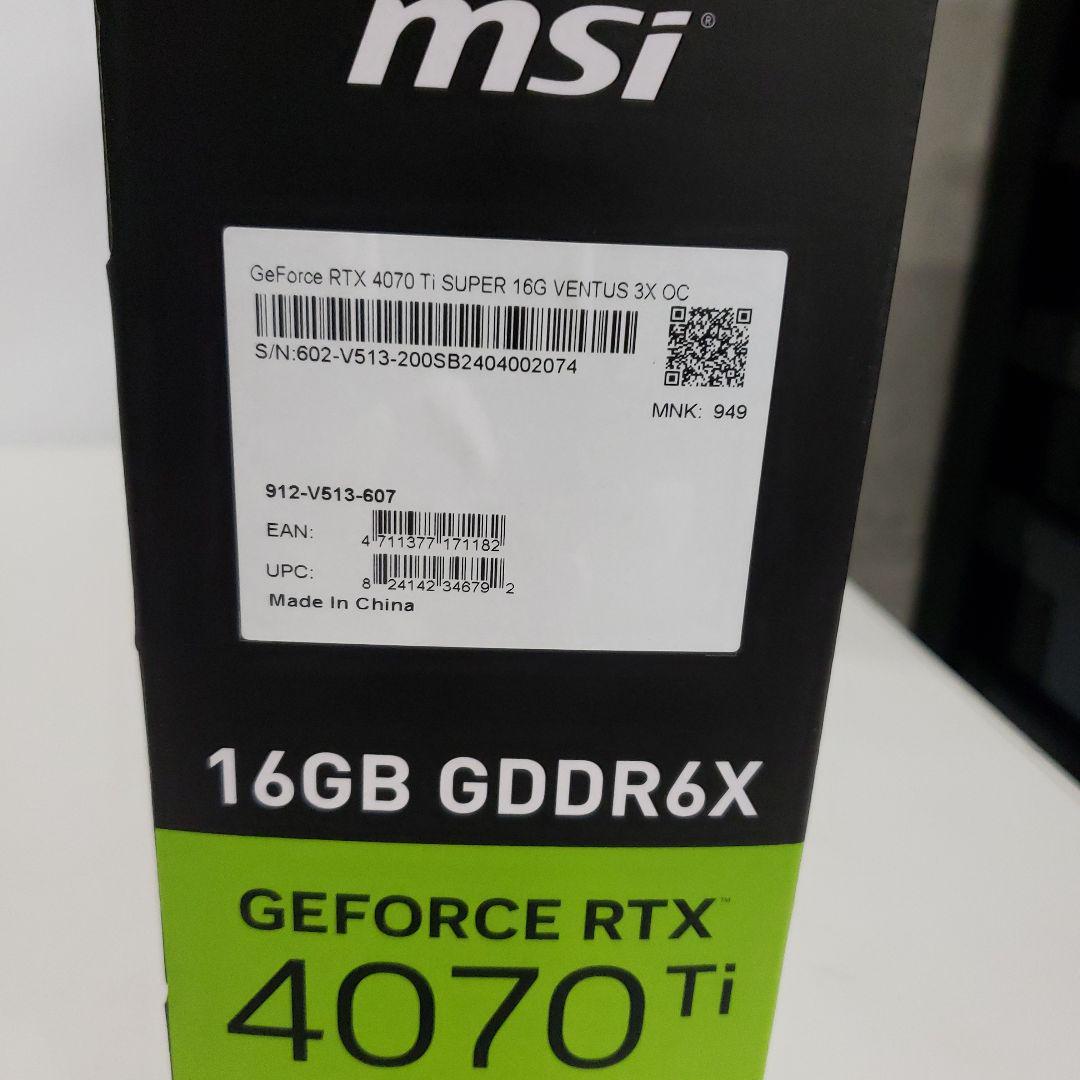 msi®
GeForce RTX 4070 Ti SUPER 16G VENTUS 3X OC
S/N:602-V513-200SB2404002074
MNK: 949
912-V513-607
EAN: 4 711377 171182
UPC: 8 24142 34679 2
Made In China
16GB GDDR6X
GEFORCE RTX™
4070 Ti